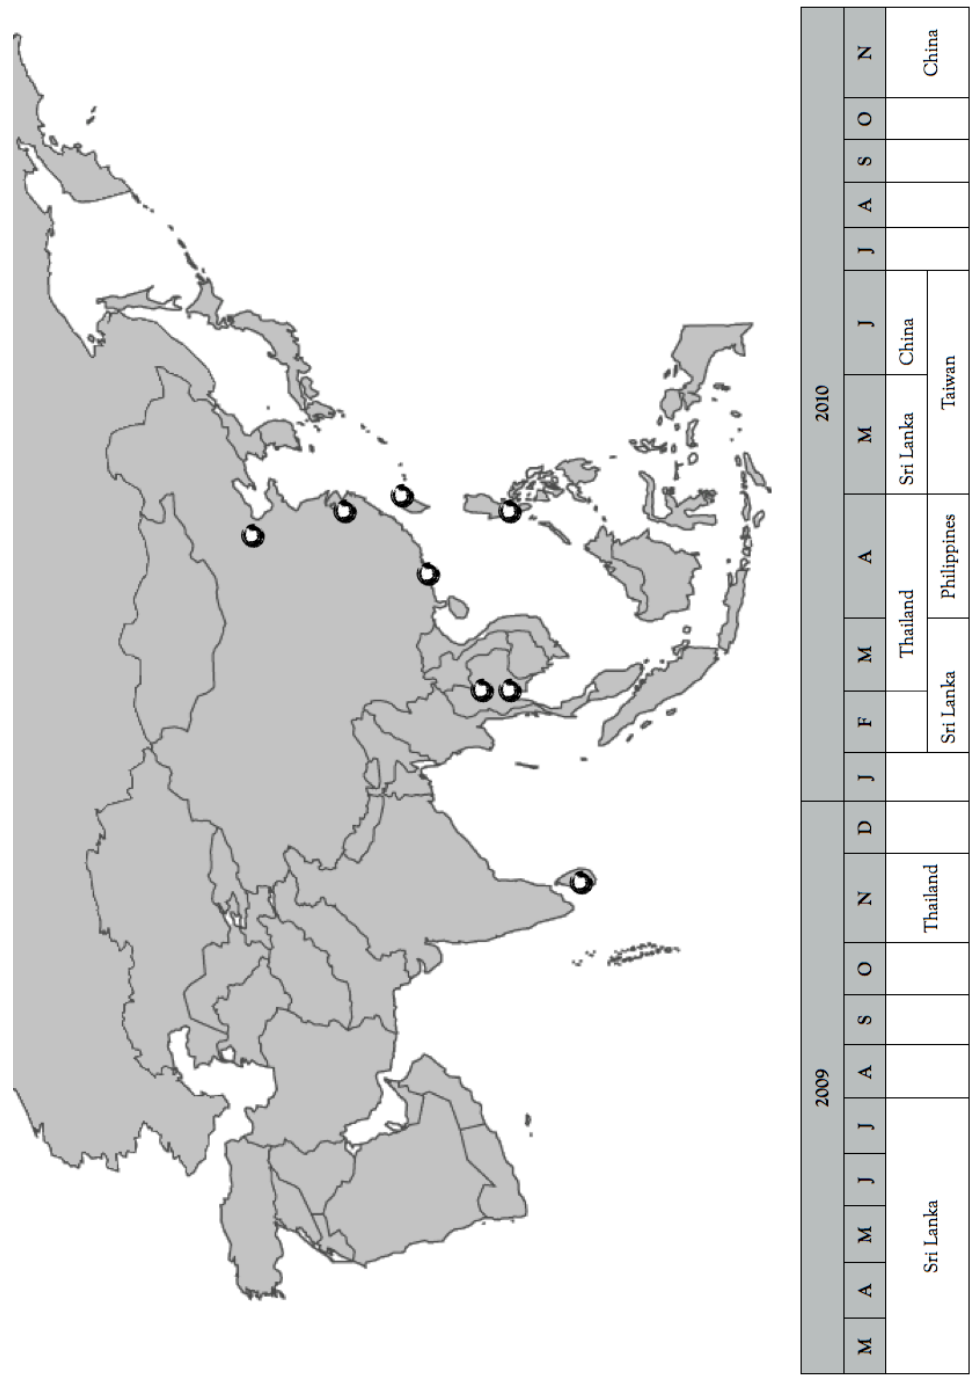 2009 2010
M A M J J A S O N D J F M A M J J A S O N
Sri Lanka Thailand Thailand Sri Lanka China China
Sri Lanka Philippines Taiwan